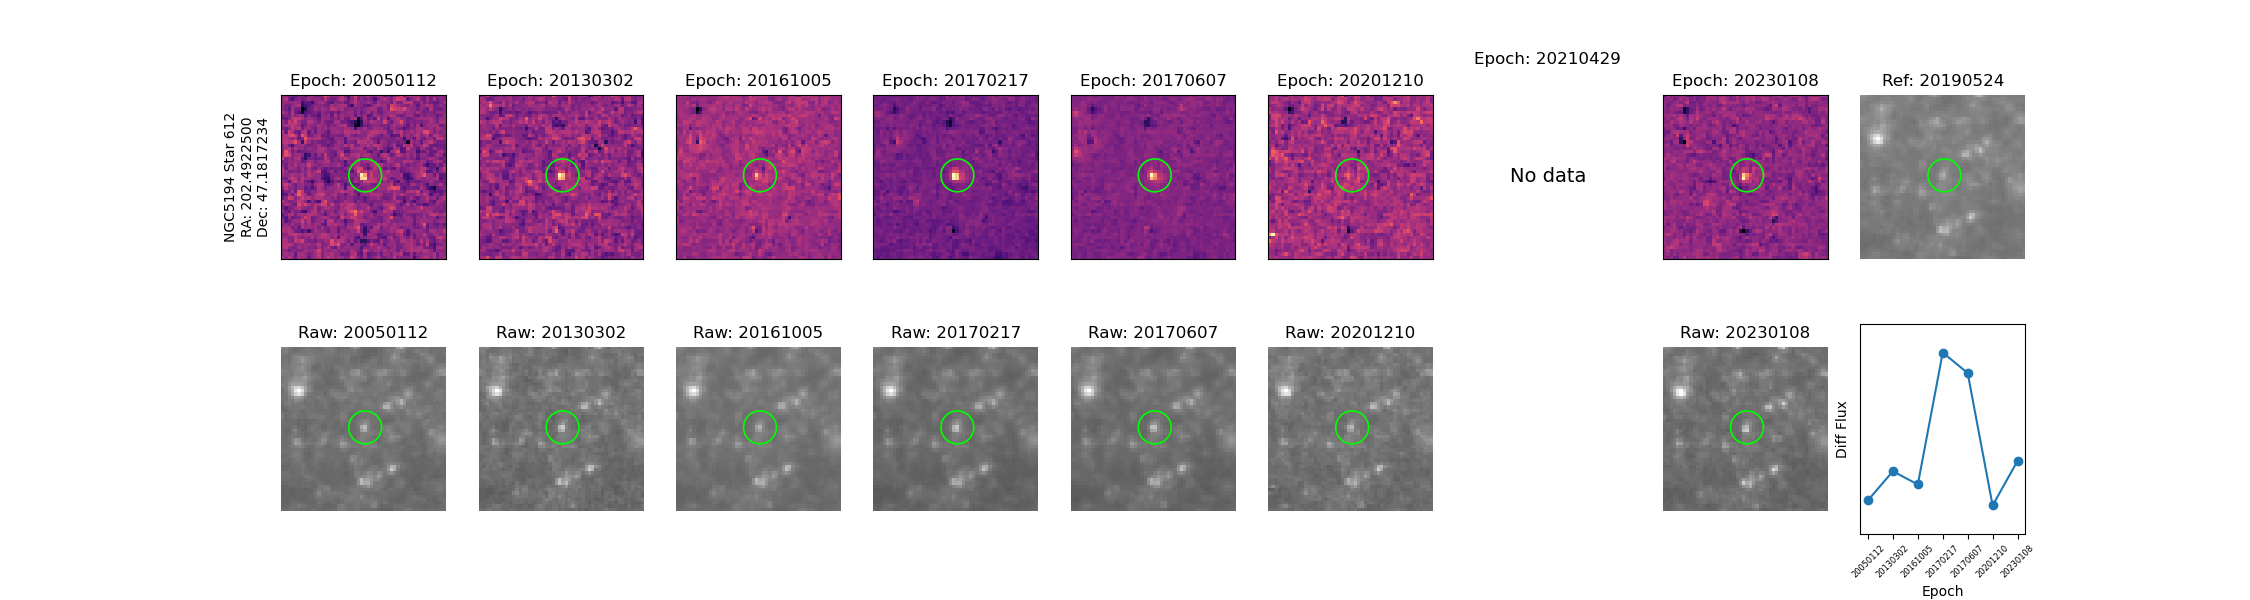 NGC5194 Star 612
RA: 202.4922500
Dec: 47.1817234
Epoch: 20050112
Epoch: 20130302
Epoch: 20161005
Epoch: 20170217
Epoch: 20170607
Epoch: 20201210
Epoch: 20210429
No data
Epoch: 20230108
Ref: 20190524
Raw: 20050112
Raw: 20130302
Raw: 20161005
Raw: 20170217
Raw: 20170607
Raw: 20201210
Raw: 20230108
Diff Flux
20050112
20130302
20161005
20170217
20170607
20201210
20230108
Epoch